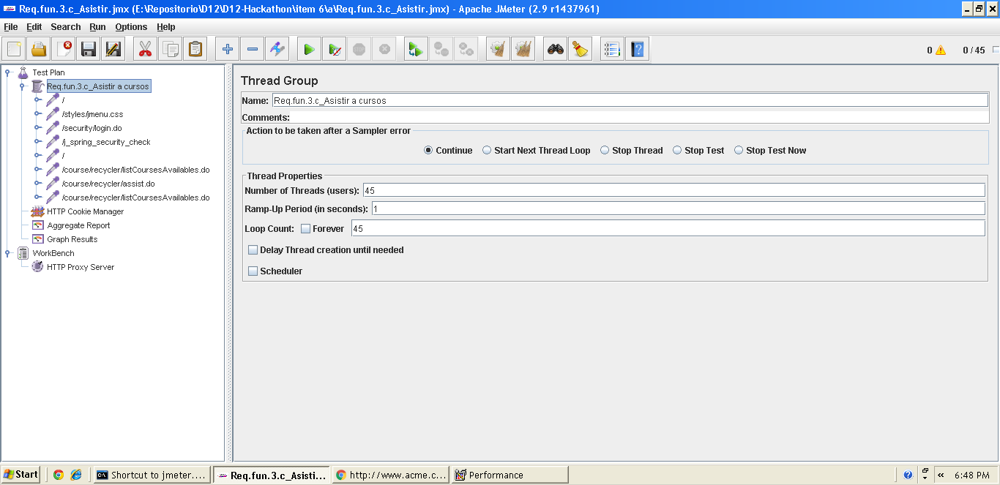 Req.fun.3.c_Asistir.jmx (E:\Repositorio\D12\D12-Hackathon\item 6\a\Req.fun.3.c_Asistir.jmx) - Apache JMeter (2.9 r1437961)
File Edit Search Run Options Help
0 0 / 45
Test Plan
Req.fun.3.c_Asistir a cursos
/
/styles/jmenu.css
/security/login.do
/j_spring_security_check
/
/course/recycler/listCoursesAvailables.do
/course/recycler/assist.do
/course/recycler/listCoursesAvailables.do
HTTP Cookie Manager
Aggregate Report
Graph Results
WorkBench
HTTP Proxy Server
Thread Group
Name: Req.fun.3.c_Asistir a cursos
Comments:
Action to be taken after a Sampler error
Continue Start Next Thread Loop Stop Thread Stop Test Stop Test Now
Thread Properties
Number of Threads (users): 45
Ramp-Up Period (in seconds): 1
Loop Count: Forever 45
Delay Thread creation until needed
Scheduler
Start Shortcut to jmeter.... Req.fun.3.c_Asisti... http://www.acme.c... Performance « 6:48 PM